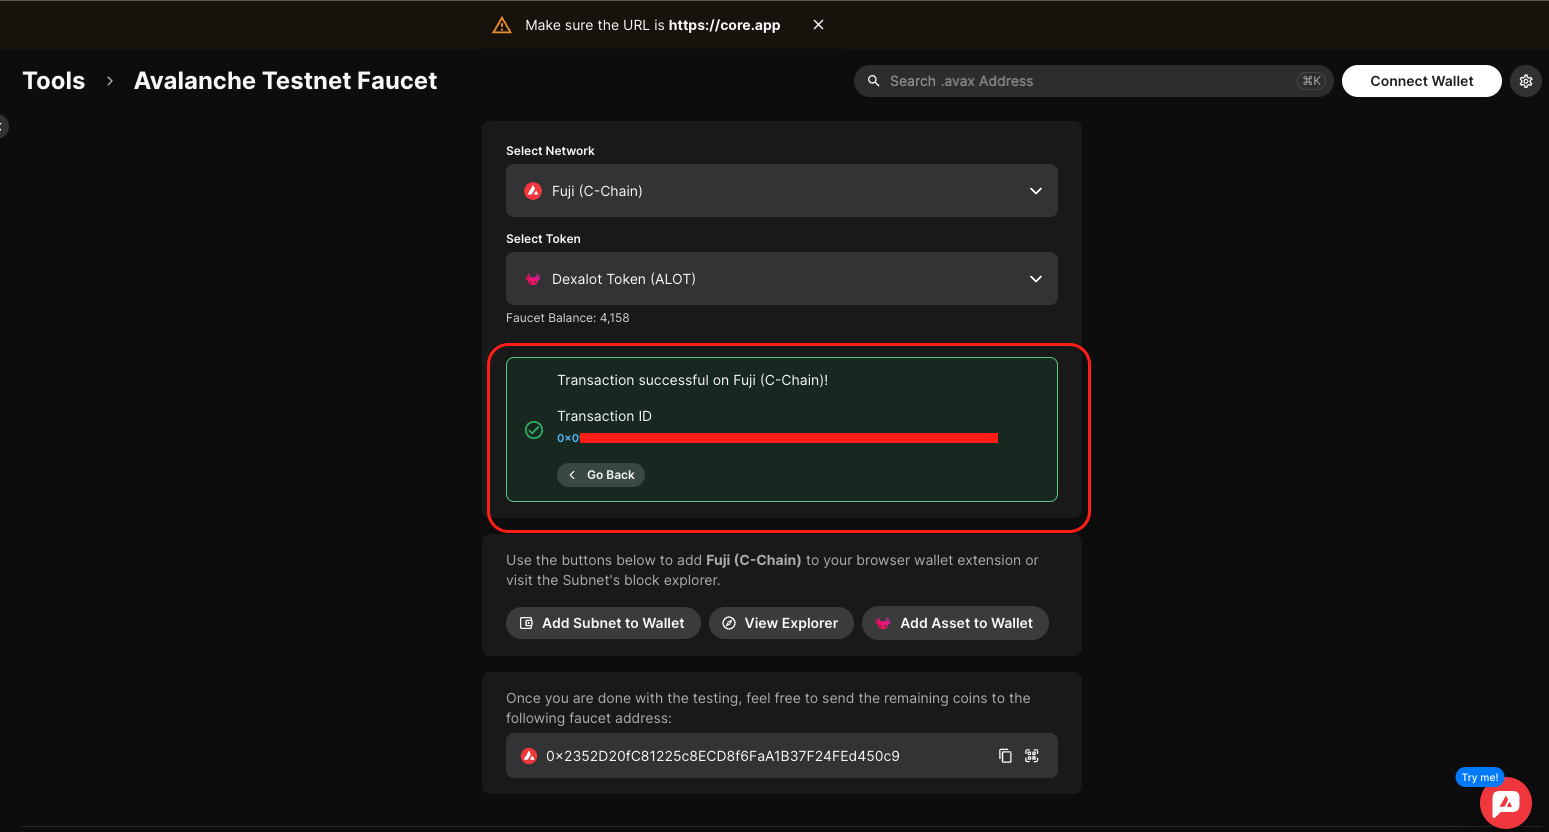 Make sure the URL is https://core.app
Tools > Avalanche Testnet Faucet
Search .avax Address
⌘K
Connect Wallet
Select Network
Fuji (C-Chain)
Select Token
Dexalot Token (ALOT)
Faucet Balance: 4,158
Transaction successful on Fuji (C-Chain)!
Transaction ID
0x0
Go Back
Use the buttons below to add Fuji (C-Chain) to your browser wallet extension or
visit the Subnet's block explorer.
Add Subnet to Wallet
View Explorer
Add Asset to Wallet
Once you are done with the testing, feel free to send the remaining coins to the
following faucet address:
0x2352D20fC81225c8ECD8f6FaA1B37F24FEd450c9
Try me!